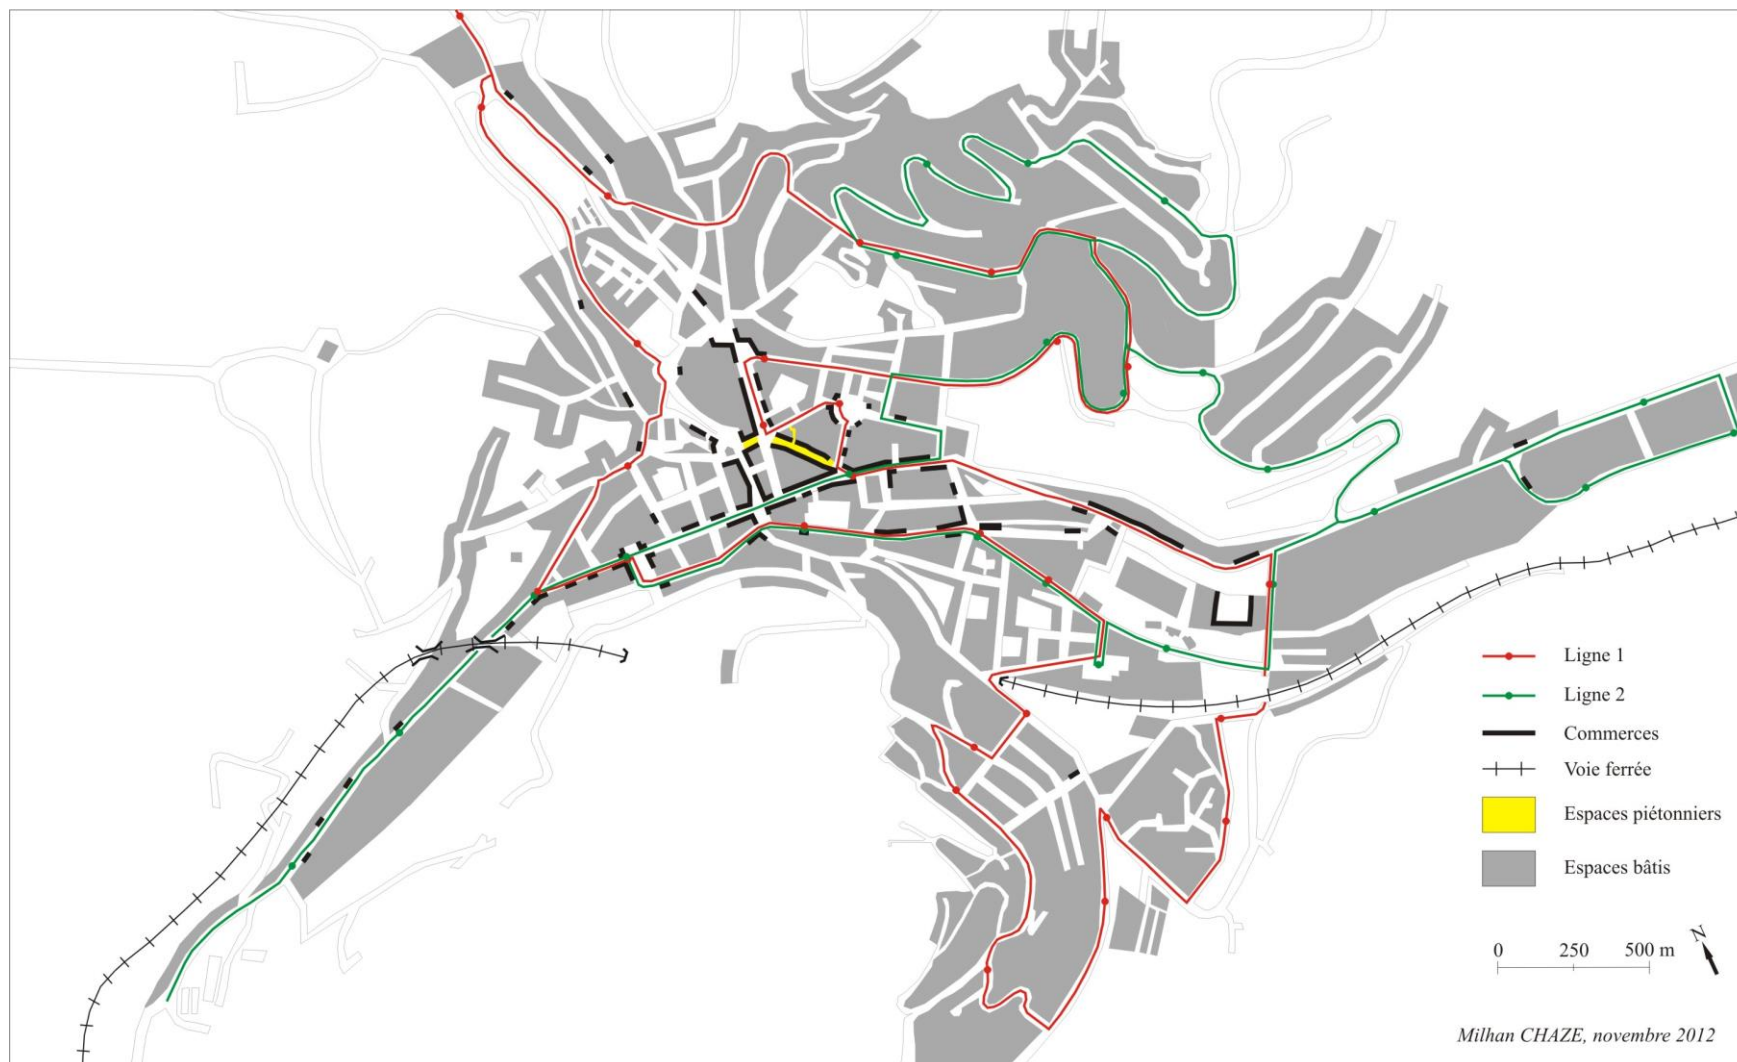 Ligne 1
Ligne 2
Commerces
Voie ferrée
Espaces piétonniers
Espaces bâtis
N
0 250 500 m
Milhan CHAZE, novembre 2012